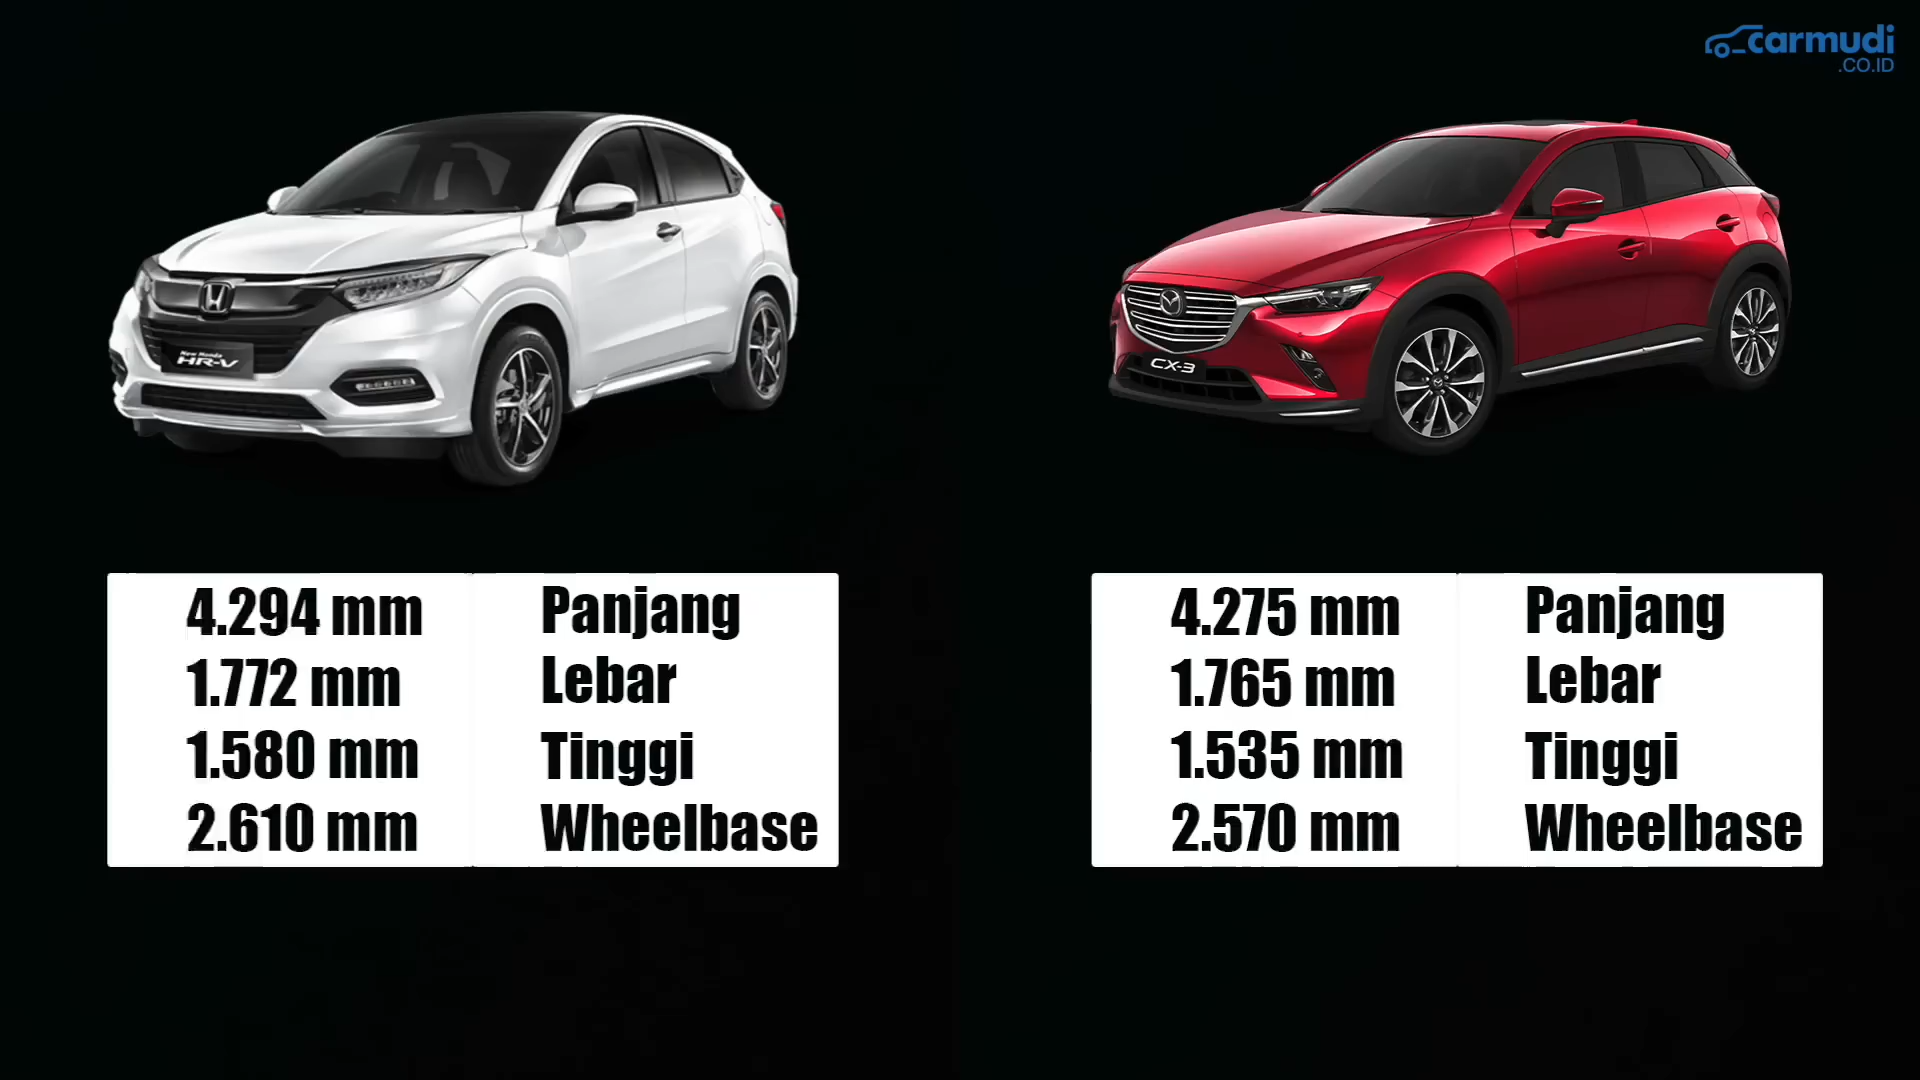 carmudi
.CO.ID
New Honda
HR-V
CX-3
4.294 mm Panjang
1.772 mm Lebar
1.580 mm Tinggi
2.610 mm Wheelbase
4.275 mm Panjang
1.765 mm Lebar
1.535 mm Tinggi
2.570 mm Wheelbase